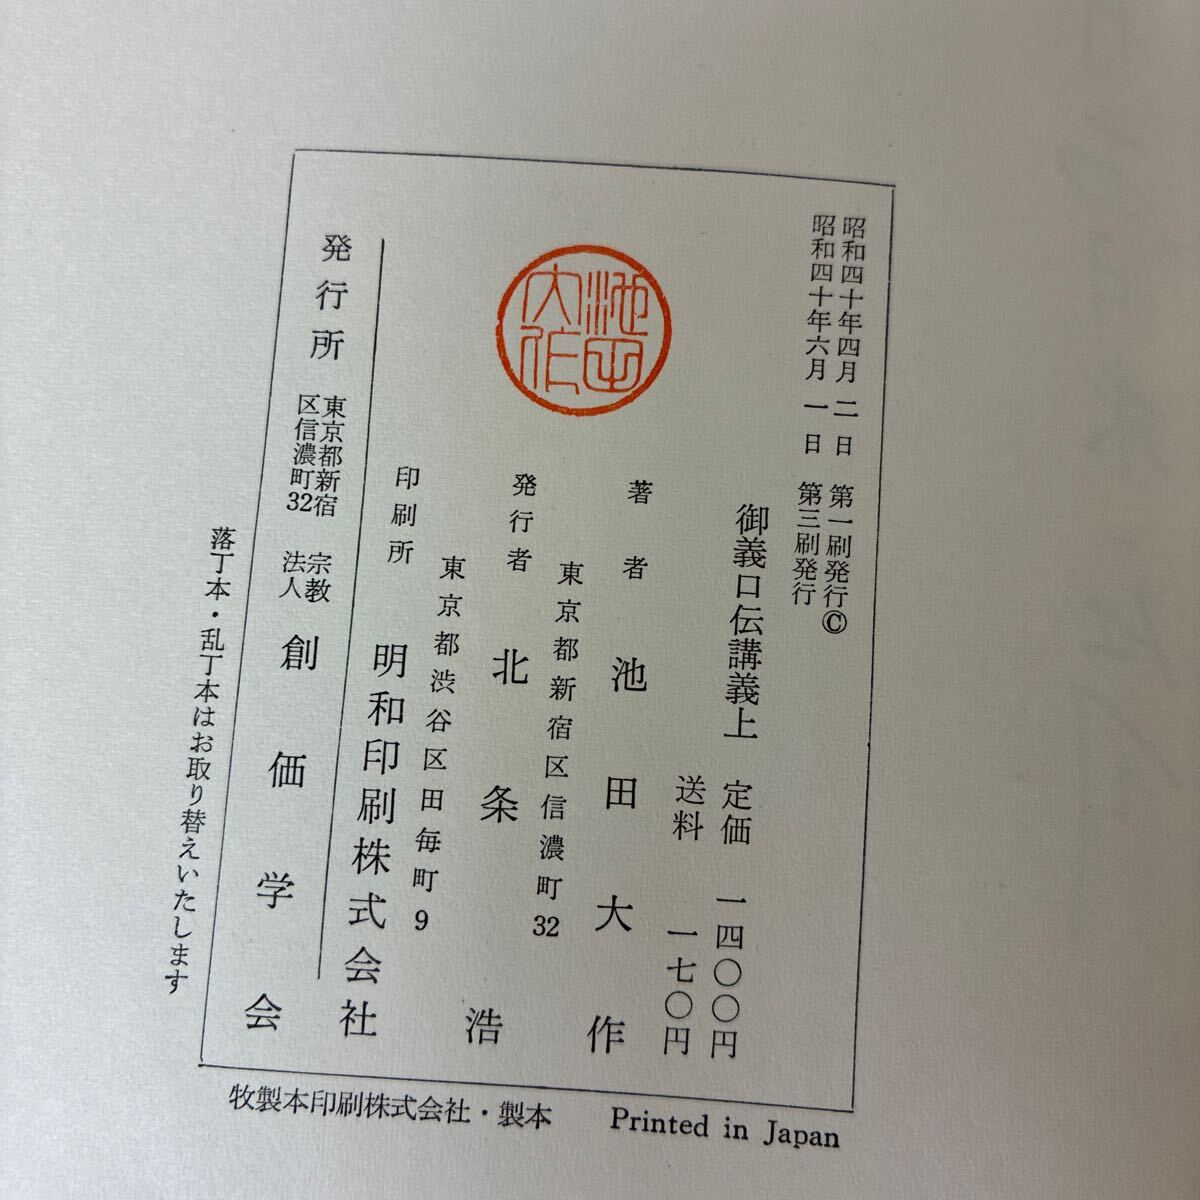 昭和四十年四月二日 第一刷発行©
昭和四十年六月一日 第三刷発行
御義口伝講義上 定価 一四〇〇円
送料 一七〇円
池田大作
著者 池田大作
東京都新宿区信濃町32
発行者 北条浩
東京都渋谷区田毎町9
印刷所 明和印刷株式会社
発行所 東京都新宿区信濃町32 宗教法人 創価学会
落丁本・乱丁本はお取り替えいたします
牧製本印刷株式会社・製本 Printed in Japan